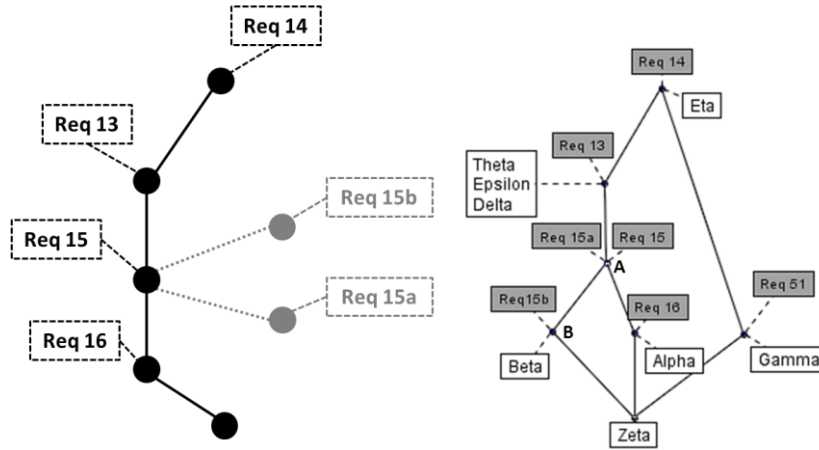 Req 14
Req 13
Req 15b
Req 15
Req 15a
Req 16
Req 14
Eta
Req 13
Theta
Epsilon
Delta
Req 15a
Req 15
A
Req 51
Req15b
Req 16
B
Beta
Alpha
Gamma
Zeta